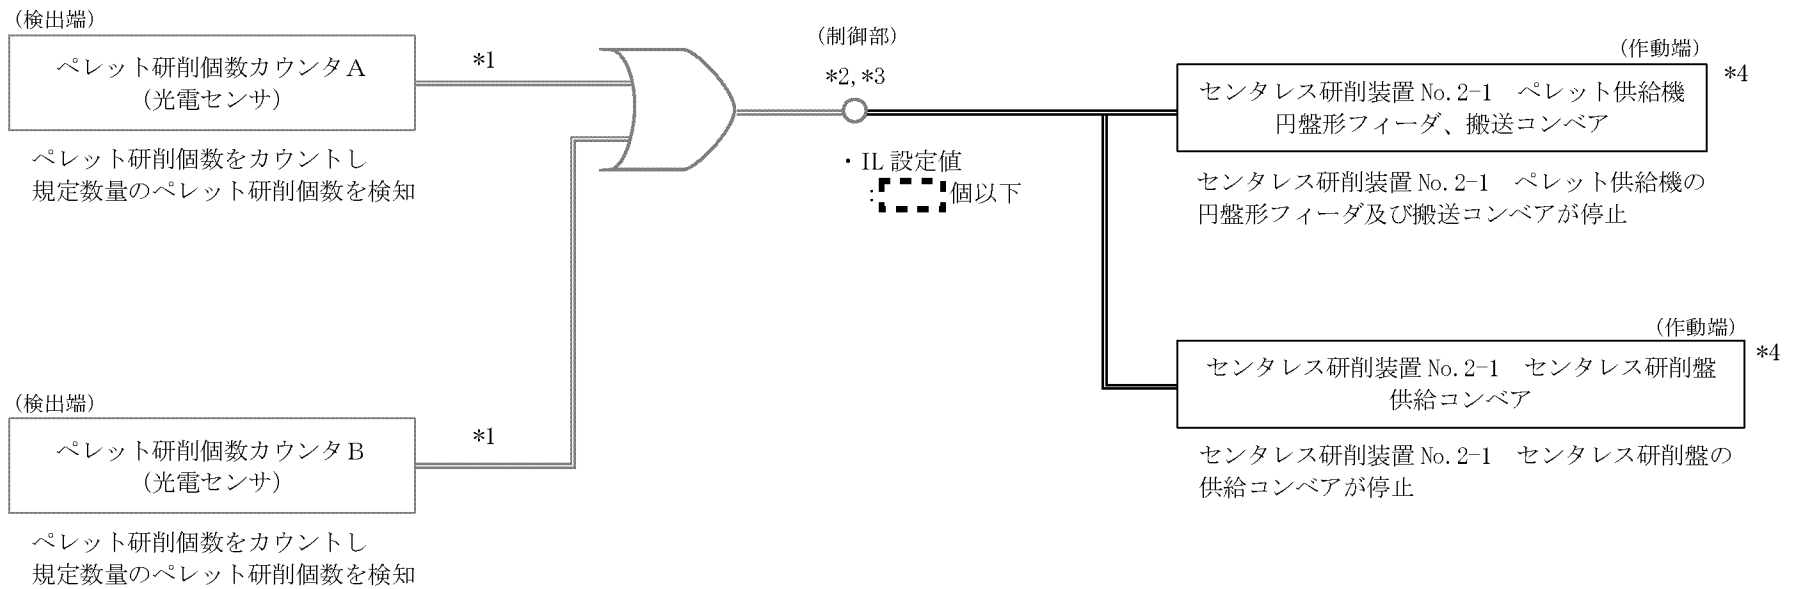 (検出端)
ペレット研削個数カウンタA
(光電センサ)
*1
ペレット研削個数をカウントし
規定数量のペレット研削個数を検知
(検出端)
ペレット研削個数カウンタB
(光電センサ)
*1
ペレット研削個数をカウントし
規定数量のペレット研削個数を検知
(制御部)
*2,*3
・IL設定値
: 個以下
(作動端)
*4
センタレス研削装置No.2-1 ペレット供給機
円盤形フィーダ、搬送コンベア
センタレス研削装置No.2-1 ペレット供給機の
円盤形フィーダ及び搬送コンベアが停止
(作動端)
*4
センタレス研削装置No.2-1 センタレス研削盤
供給コンベア
センタレス研削装置No.2-1 センタレス研削盤の
供給コンベアが停止